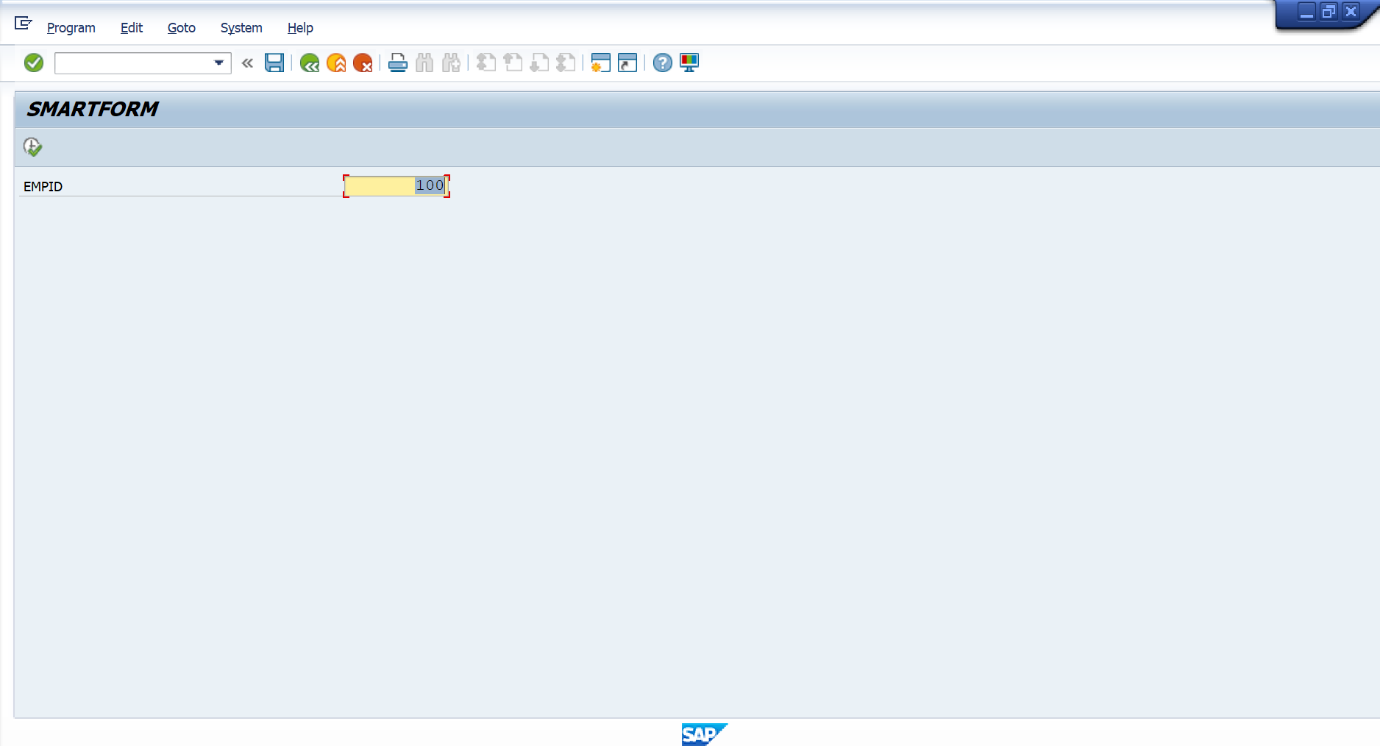 Program Edit Goto System Help
SMARTFORM
EMPID 100
SAP